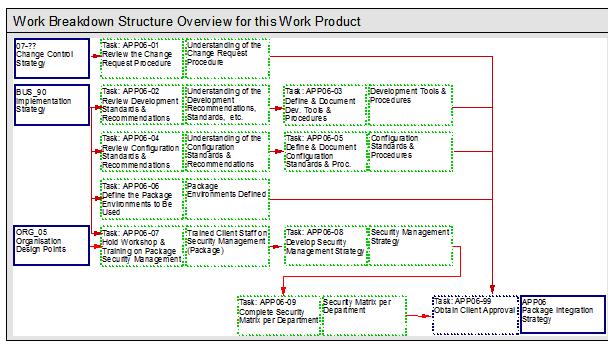 Work Breakdown Structure Overview for this Work Product
07-??
Change Control
Strategy
Task: APP06-01
Review the Change
Request Procedure
Understanding of the
Change Request
Procedure
BUS_90
Implementation
Strategy
Task: APP06-02
Review Development
Standards &
Recommendations
Understanding of the
Development
Recommendations,
Standards, etc.
Task: APP06-03
Define & Document
Dev. Tools &
Procedures
Development Tools &
Procedures
Task: APP06-04
Review Configuration
Standards &
Recommendations
Understanding of the
Configuration
Standards &
Recommendations
Task: APP06-05
Define & Document
Configuration
Standards & Proc.
Configuration
Standards &
Procedures
Task: APP06-06
Define the Package
Environments to Be
Used
Package
Environments Defined
ORG_05
Organisation
Design Points
Task: APP06-07
Hold Workshop &
Training on Package
Security Management
Trained Client Staff on
Security Management
(Package)
Task: APP06-08
Develop Security
Management Strategy
Security Management
Strategy
Task: APP06-09
Complete Security
Matrix per Department
Security Matrix per
Department
Task: APP06-99
Obtain Client Approval
APP06
Package Integration
Strategy